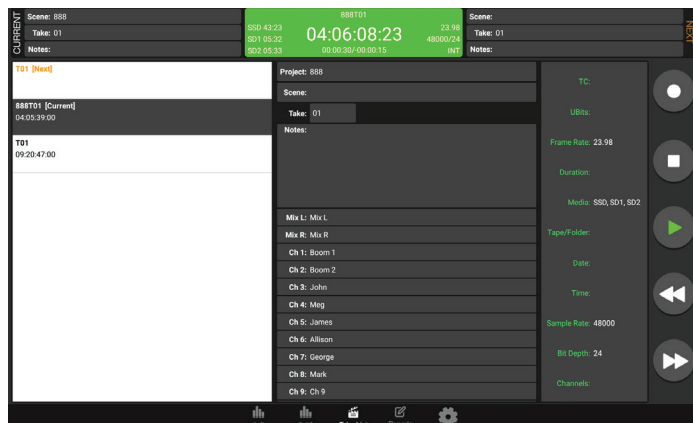 CURRENT
Scene: 888
Take: 01
Notes:
888T01
SSD 43:23
SD1 05:32
SD2 05:33
04:06:08:23
00:00:30/-00:00:15
23.98
48000/24
INT
Scene:
Take: 01
Notes:
NEXT
T01 [Next]
888T01 [Current]
04:05:39:00
T01
09:20:47:00
Project: 888
Scene:
Take: 01
Notes:
Mix L: Mix L
Mix R: Mix R
Ch 1: Boom 1
Ch 2: Boom 2
Ch 3: John
Ch 4: Meg
Ch 5: James
Ch 6: Allison
Ch 7: George
Ch 8: Mark
Ch 9: Ch 9
TC:
UBits:
Frame Rate: 23.98
Duration:
Media: SSD, SD1, SD2
Tape/Folder:
Date:
Time:
Sample Rate: 48000
Bit Depth: 24
Channels: